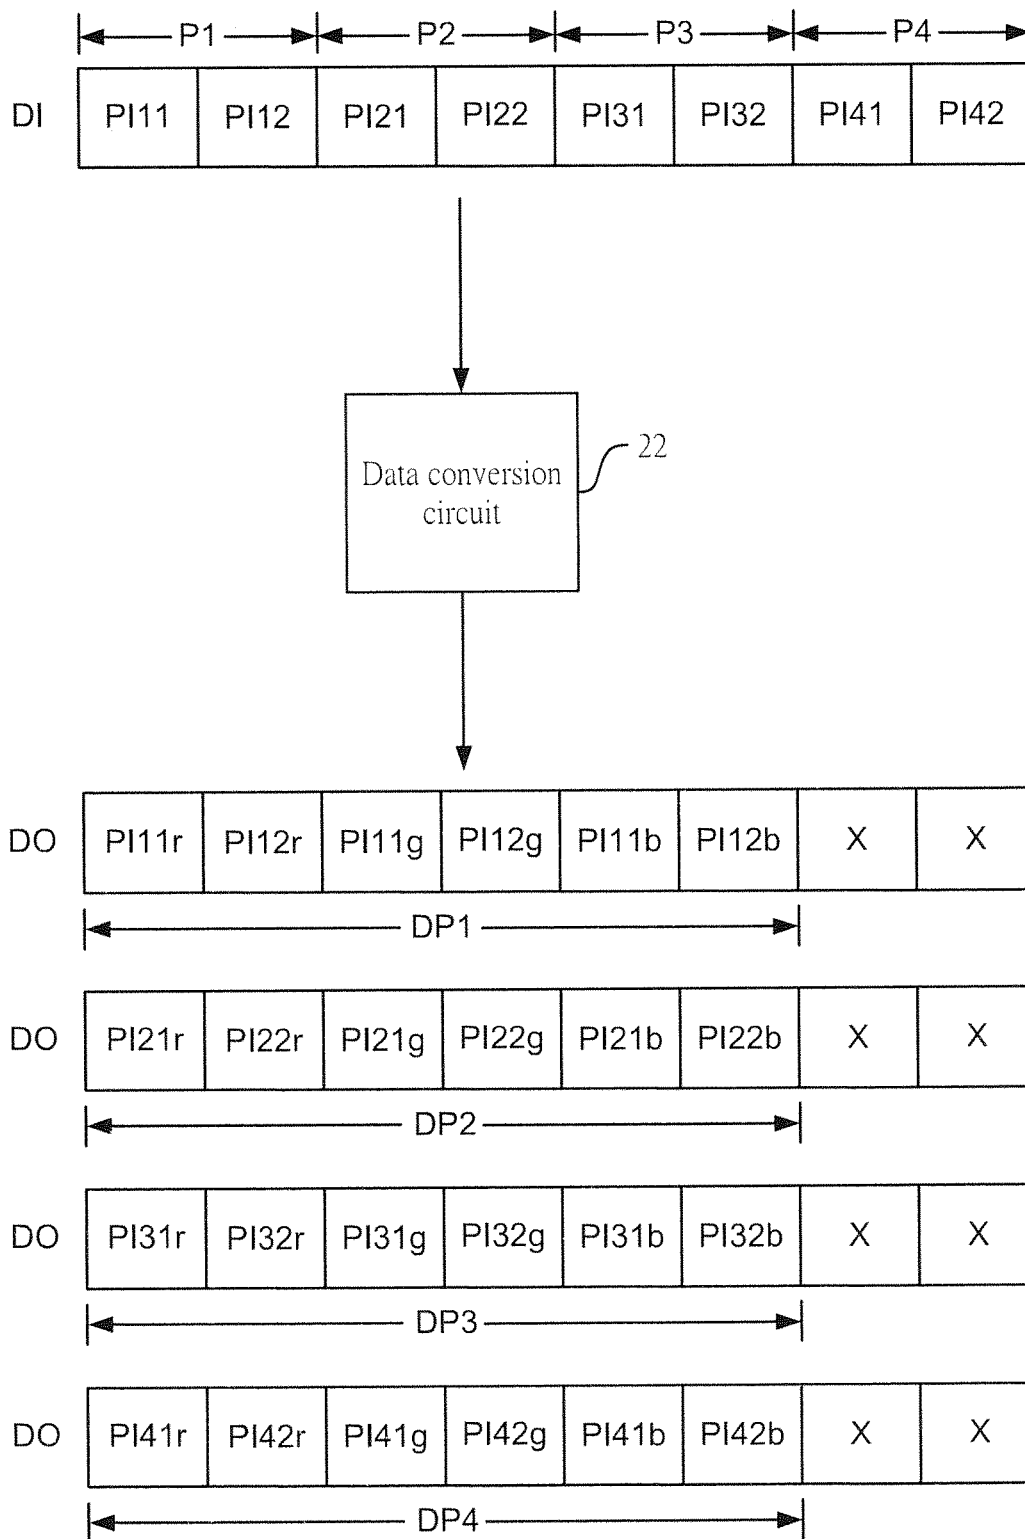 P1 P2 P3 P4
DI PI11 PI12 PI21 PI22 PI31 PI32 PI41 PI42
Data conversion
circuit
22
DO PI11r PI12r PI11g PI12g PI11b PI12b X X
DP1
DO PI21r PI22r PI21g PI22g PI21b PI22b X X
DP2
DO PI31r PI32r PI31g PI32g PI31b PI32b X X
DP3
DO PI41r PI42r PI41g PI42g PI41b PI42b X X
DP4